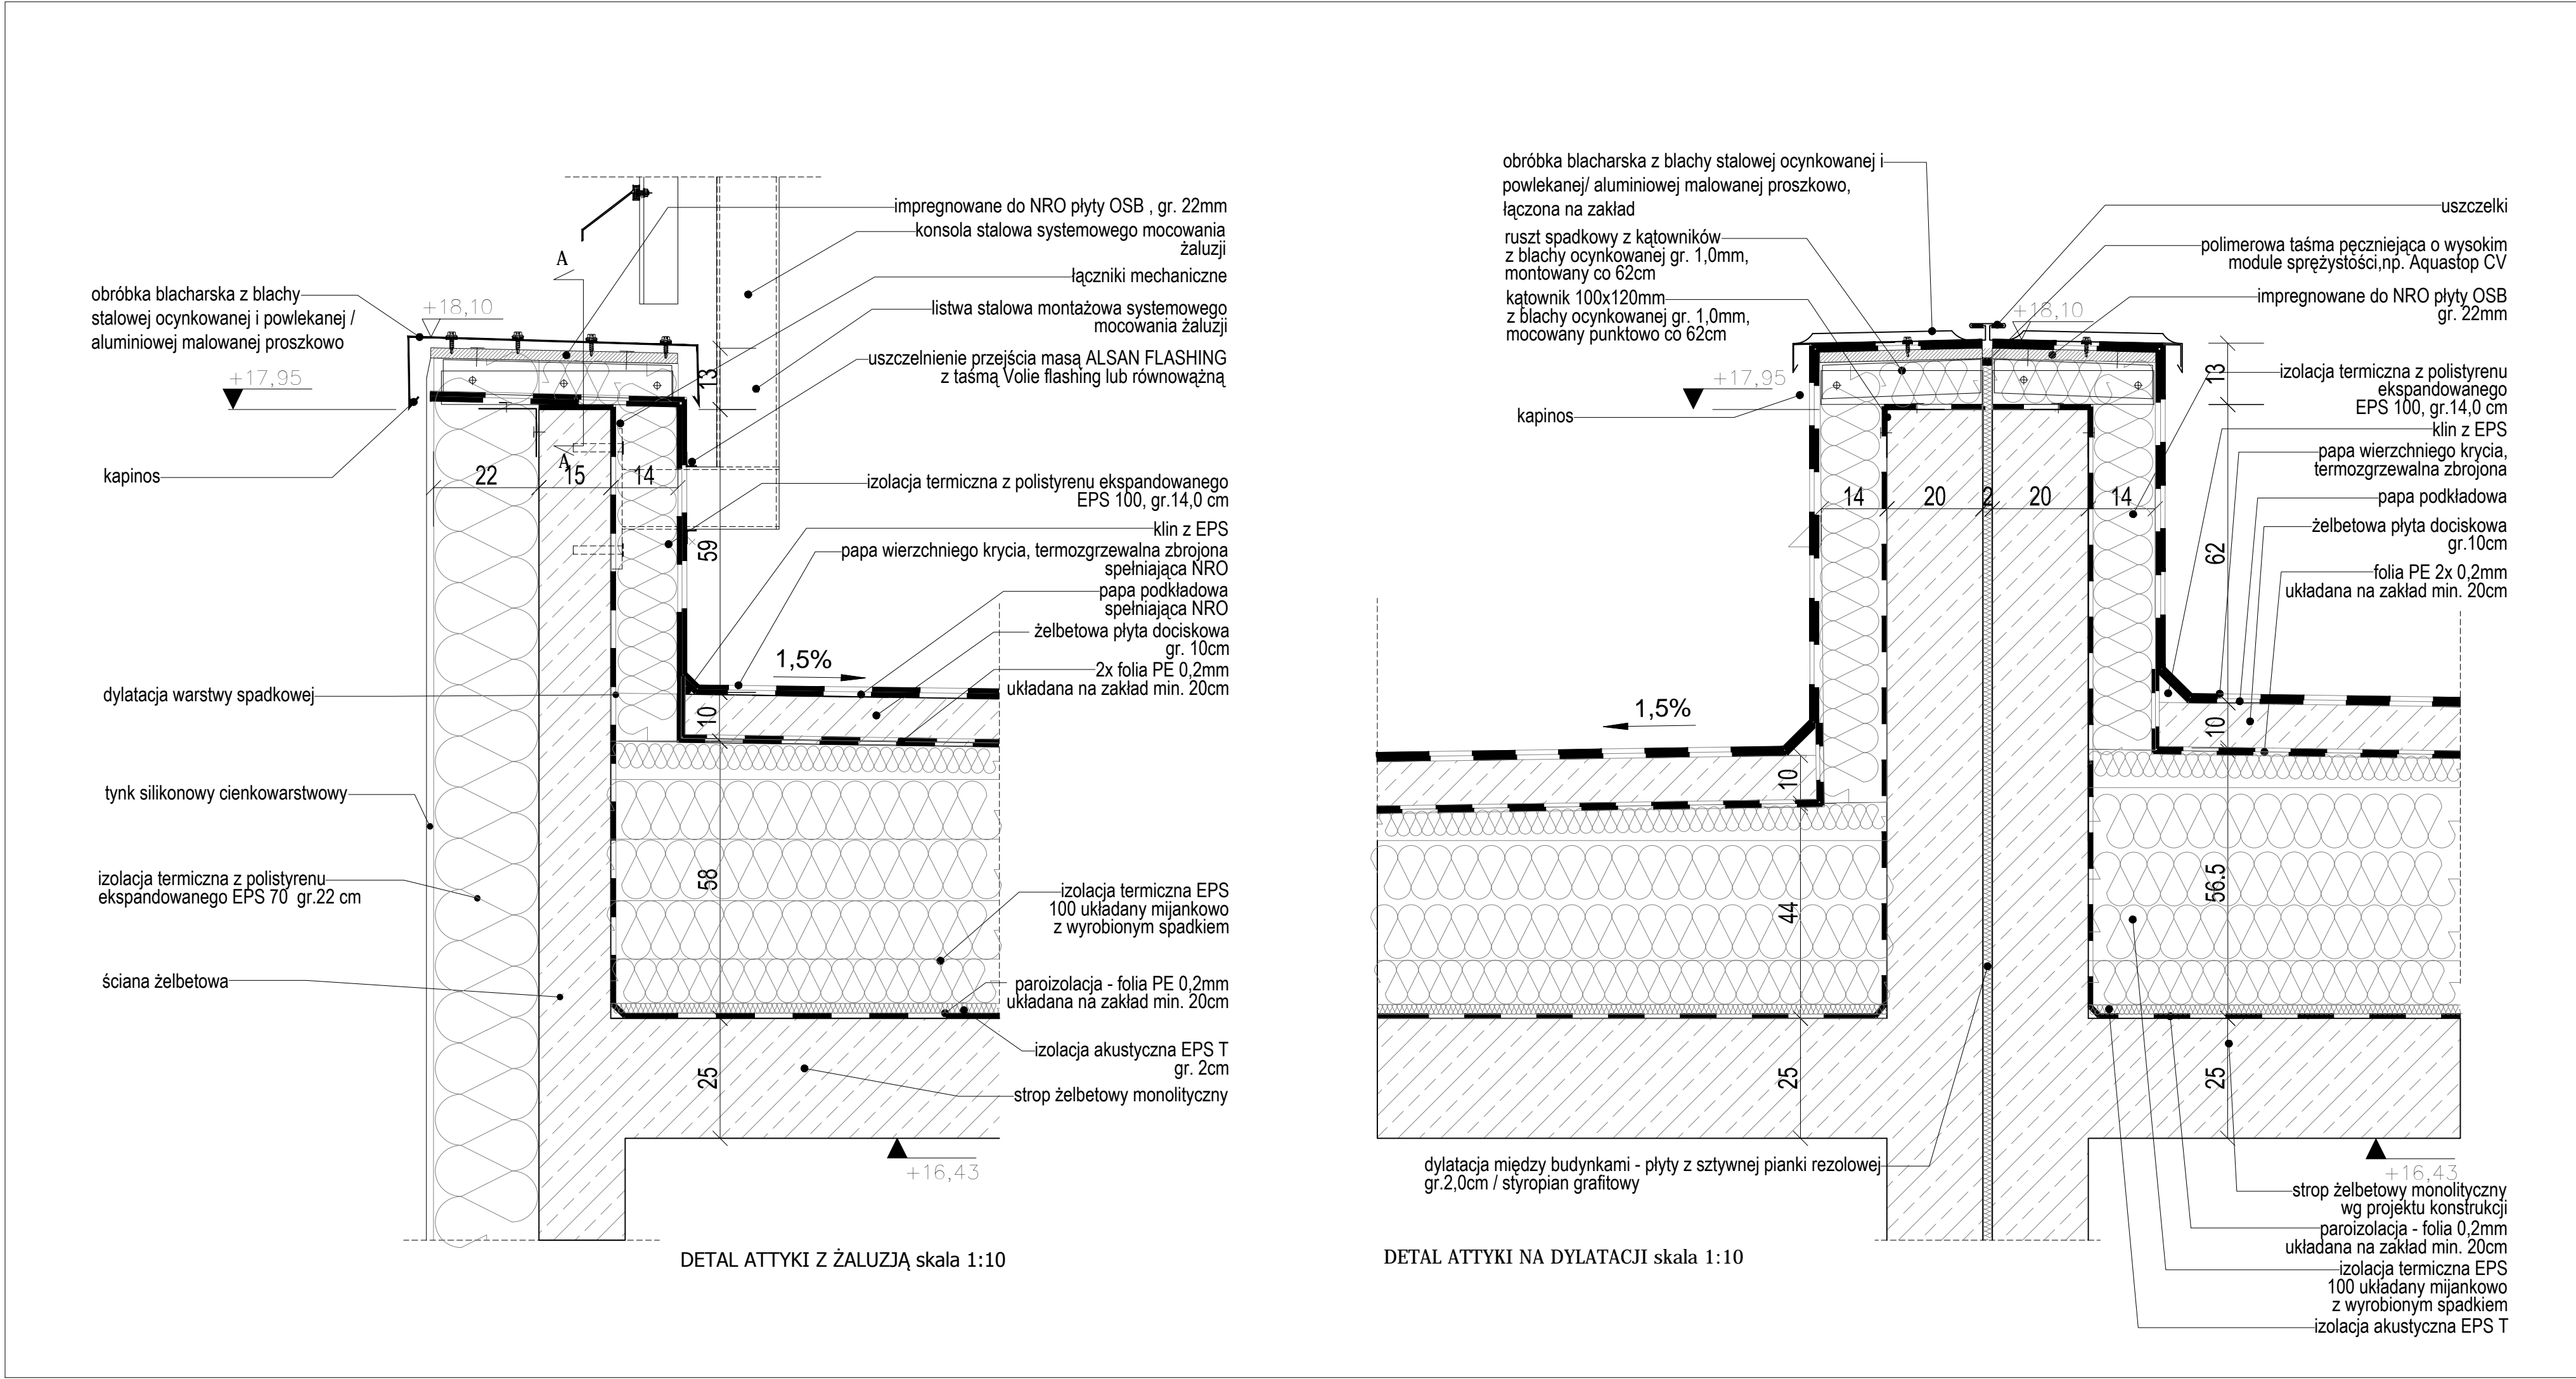 obróbka blacharska z blachy
stalowej ocynkowanej i powlekanej /
aluminiowej malowanej proszkowo
+18,10
+17,95
kapinos
dylatacja warstwy spadkowej
tynk silikonowy cienkowarstwowy
izolacja termiczna z polistyrenu
ekspandowanego EPS 70 gr.22 cm
ściana żelbetowa
A
A
22
15
14
13
59
10
58
25
1,5%
+16,43
impregnowane do NRO płyty OSB , gr. 22mm
konsola stalowa systemowego mocowania
żaluzji
łączniki mechaniczne
listwa stalowa montażowa systemowego
mocowania żaluzji
uszczelnienie przejścia masą ALSAN FLASHING
z taśmą Volie flashing lub równoważną
izolacja termiczna z polistyrenu ekspandowanego
EPS 100, gr.14,0 cm
klin z EPS
papa wierzchniego krycia, termozgrzewalna zbrojona
spełniająca NRO
papa podkładowa
spełniająca NRO
żelbetowa płyta dociskowa
gr. 10cm
2x folia PE 0,2mm
układana na zakład min. 20cm
izolacja termiczna EPS
100 układany mijankowo
z wyrobionym spadkiem
paroizolacja - folia PE 0,2mm
układana na zakład min. 20cm
izolacja akustyczna EPS T
gr. 2cm
strop żelbetowy monolityczny
DETAL ATTYKI Z ŻALUZJĄ skala 1:10
obróbka blacharska z blachy stalowej ocynkowanej i
powlekanej/ aluminiowej malowanej proszkowo,
łączona na zakład
ruszt spadkowy z kątowników
z blachy ocynkowanej gr. 1,0mm,
montowany co 62cm
kątownik 100x120mm
z blachy ocynkowanej gr. 1,0mm,
mocowany punktowo co 62cm
+17,95
kapinos
+18,10
14
20
2
20
14
1,5%
10
44
25
13
62
10
56.5
25
+16,43
dylatacja między budynkami - płyty z sztywnej pianki rezolowej
gr.2,0cm / styropian grafitowy
DETAL ATTYKI NA DYLATACJI skala 1:10
uszczelki
polimerowa taśma pęczniejąca o wysokim
module sprężystości,np. Aquastop CV
impregnowane do NRO płyty OSB
gr. 22mm
izolacja termiczna z polistyrenu
ekspandowanego
EPS 100, gr.14,0 cm
klin z EPS
papa wierzchniego krycia,
termozgrzewalna zbrojona
papa podkładowa
żelbetowa płyta dociskowa
gr.10cm
folia PE 2x 0,2mm
układana na zakład min. 20cm
strop żelbetowy monolityczny
wg projektu konstrukcji
paroizolacja - folia 0,2mm
układana na zakład min. 20cm
izolacja termiczna EPS
100 układany mijankowo
z wyrobionym spadkiem
izolacja akustyczna EPS T